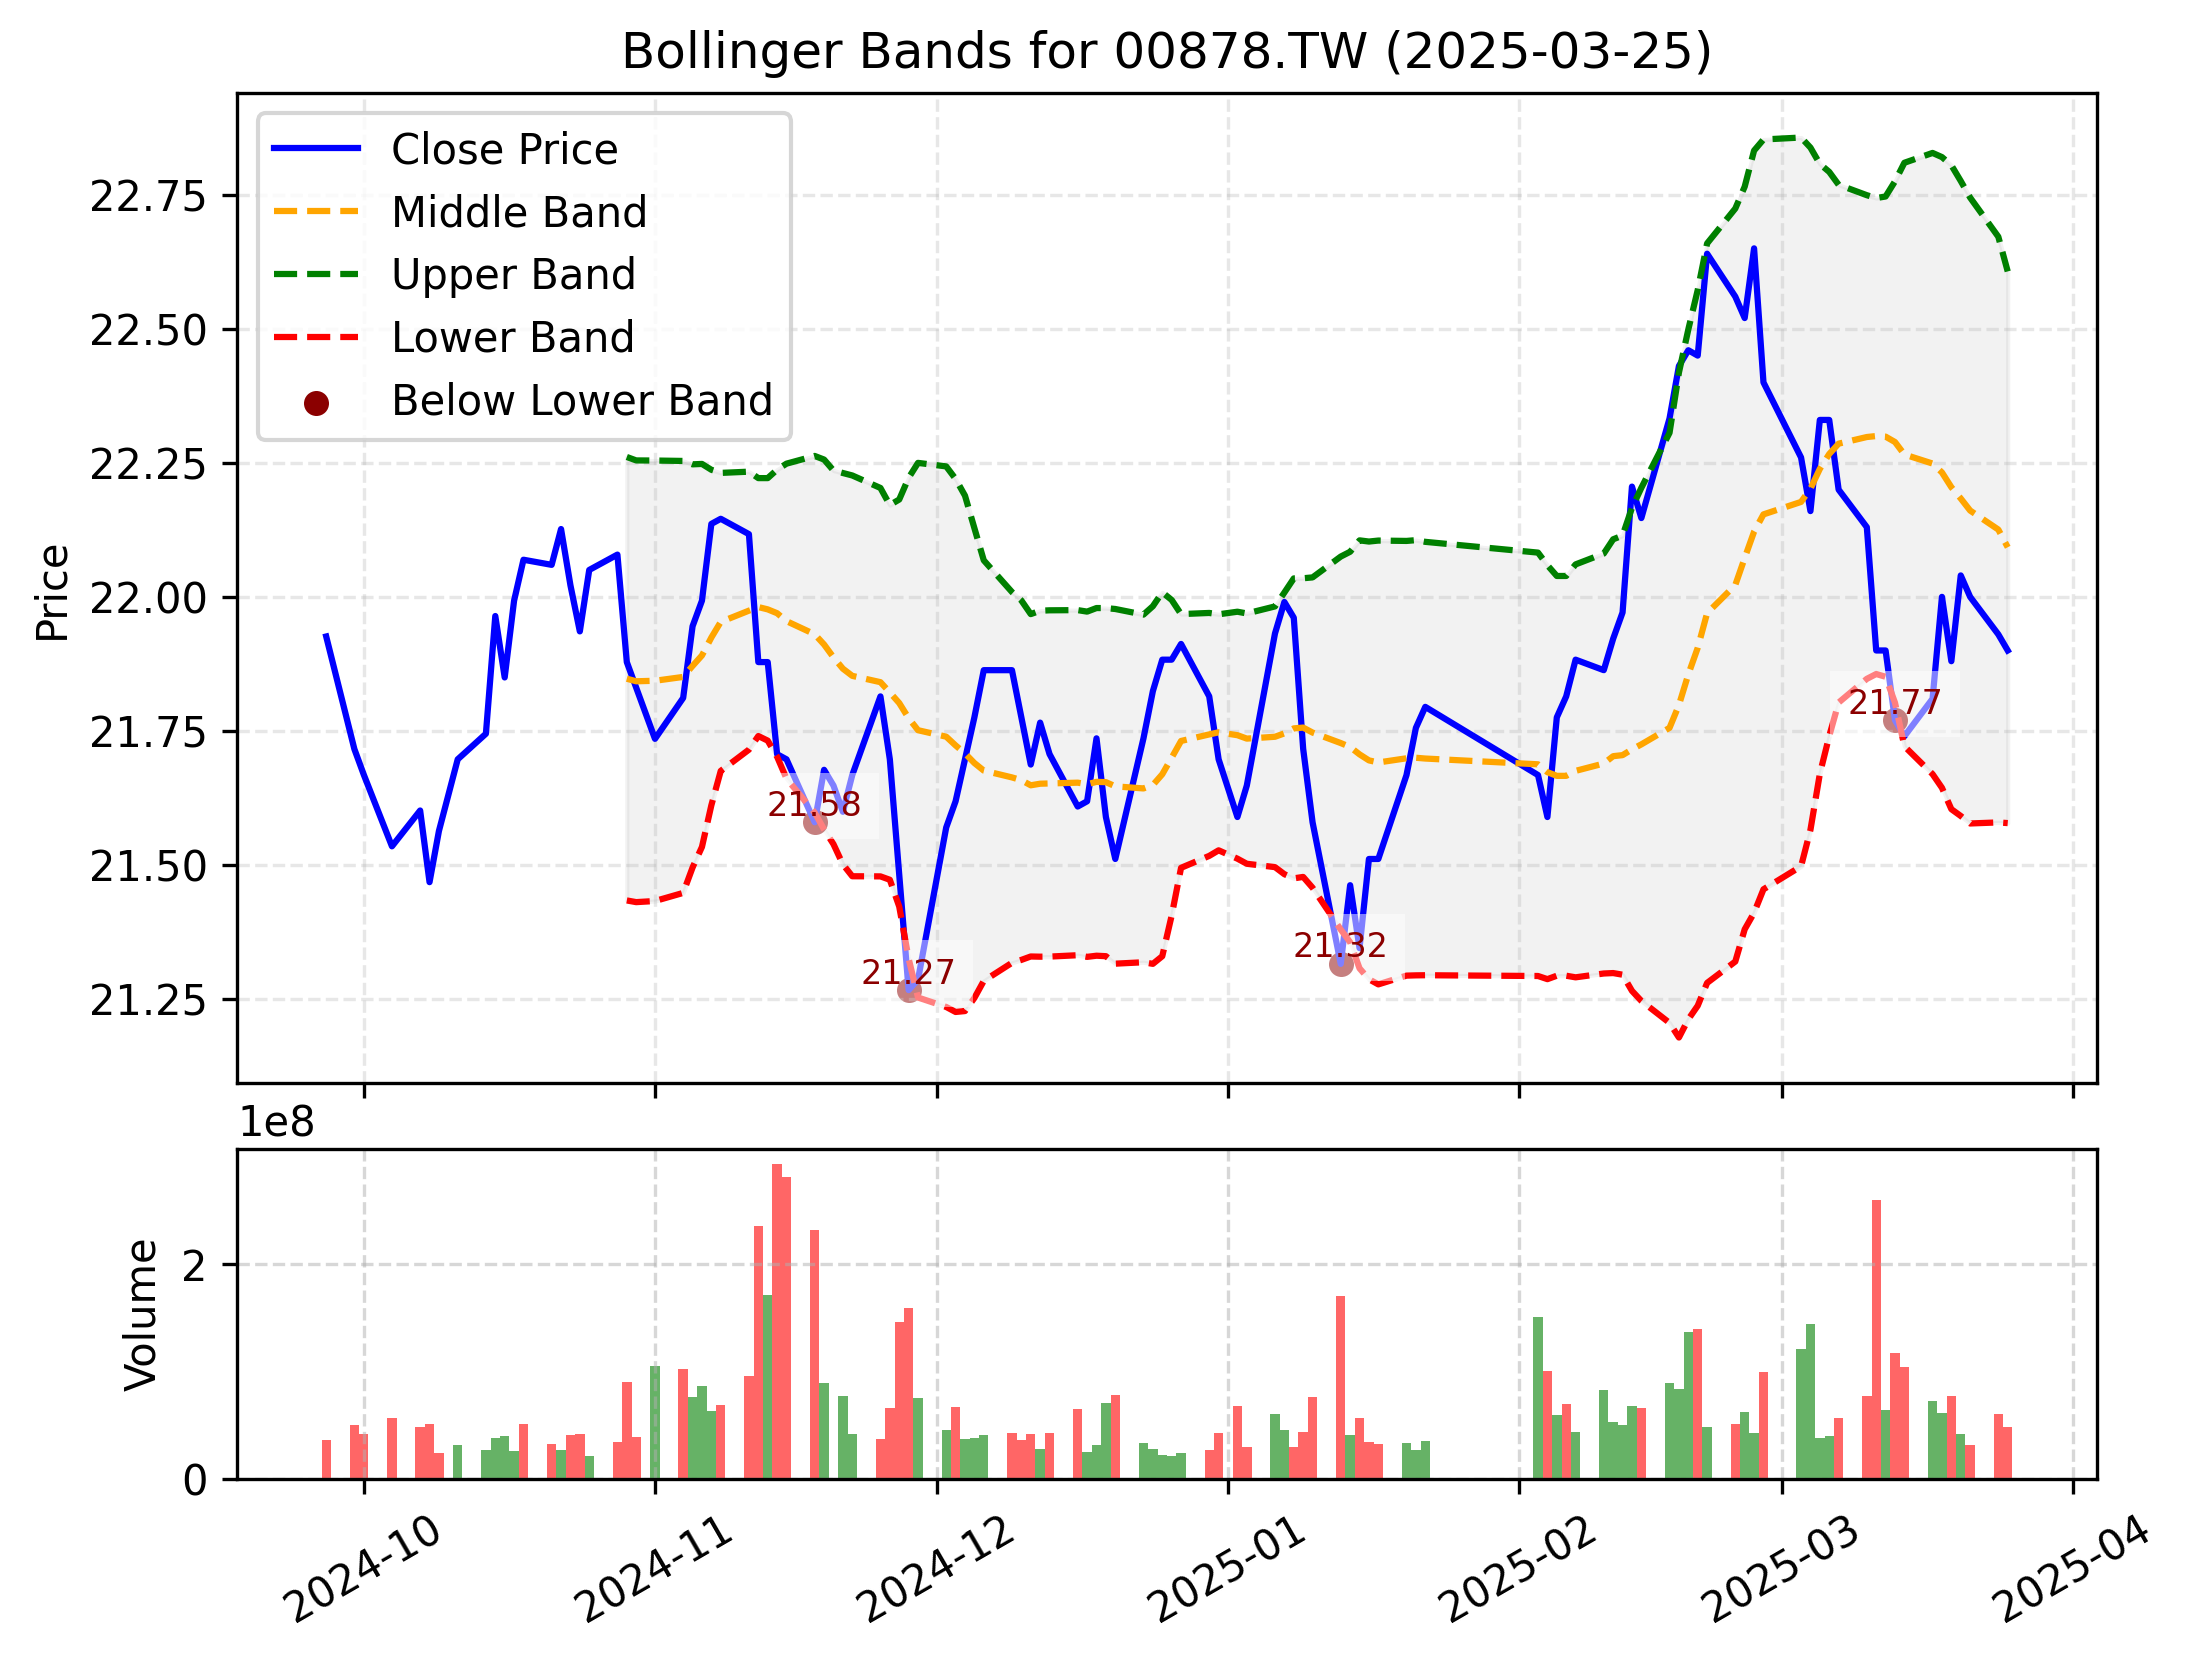 Bollinger Bands for 00878.TW (2025-03-25)
Close Price
Middle Band
Upper Band
Lower Band
Below Lower Band
Price
22.75
22.50
22.25
22.00
21.75
21.50
21.25
21.58
21.27
21.32
21.77
1e8
Volume
2
0
2024-10
2024-11
2024-12
2025-01
2025-02
2025-03
2025-04